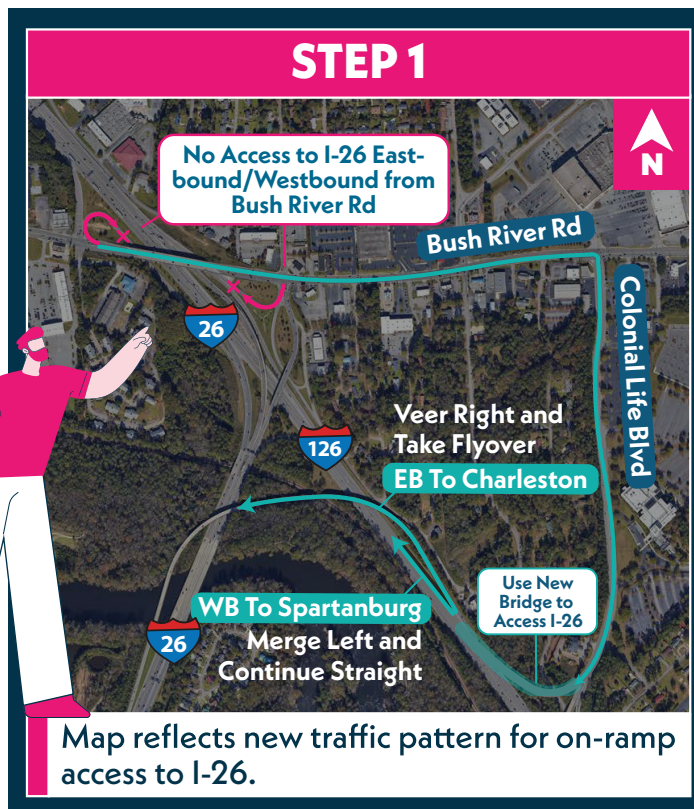 STEP 1
N
No Access to I-26 East-
bound/Westbound from
Bush River Rd
Bush River Rd
Colonial Life Blvd
26
126
Veer Right and
Take Flyover
EB To Charleston
Use New
Bridge to
Access I-26
WB To Spartanburg
26
Merge Left and
Continue Straight
Map reflects new traffic pattern for on-ramp
access to I-26.